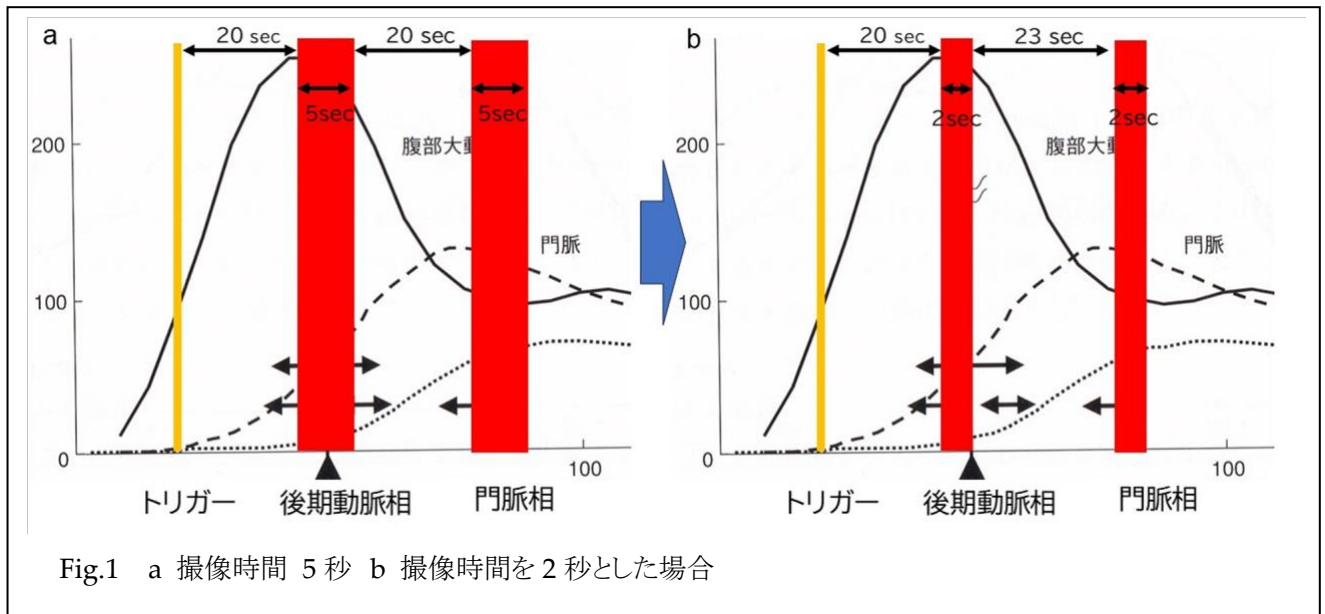 a
20 sec
20 sec
5sec
5sec
腹部大動
門脈
200
100
0
100
トリガー
後期動脈相
門脈相
b
20 sec
23 sec
2sec
2sec
腹部大動
門脈
200
100
0
100
トリガー
後期動脈相
門脈相
Fig.1 a 撮像時間 5秒 b 撮像時間を2秒とした場合